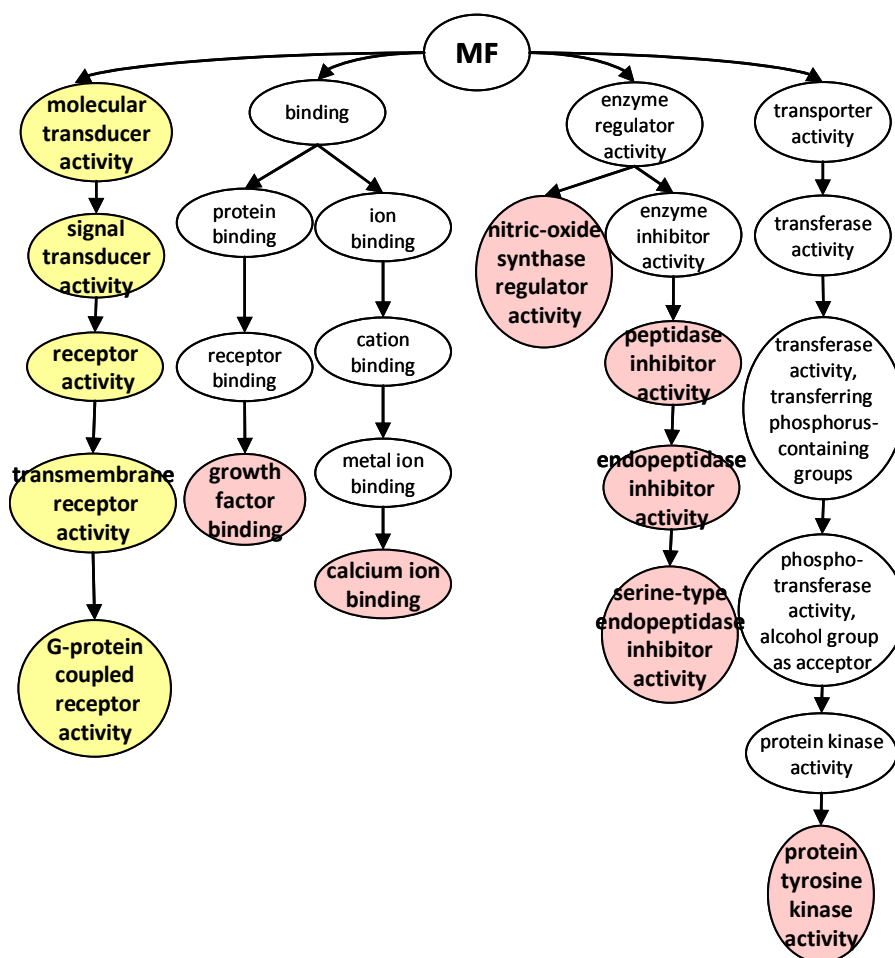 MF
molecular
transducer
activity
binding
enzyme
regulator
activity
transporter
activity
signal
transducer
activity
protein
binding
ion
binding
nitric-oxide
synthase
regulator
activity
enzyme
inhibitor
activity
transferase
activity
receptor
activity
receptor
binding
cation
binding
peptidase
inhibitor
activity
transferase
activity,
transferring
phosphorus-
containing
groups
transmembrane
receptor
activity
growth
factor
binding
metal ion
binding
endopeptidase
inhibitor
activity
calcium ion
binding
serine-type
endopeptidase
inhibitor
activity
phospho-
transferase
activity,
alcohol group
as acceptor
G-protein
coupled
receptor
activity
protein kinase
activity
protein
tyrosine
kinase
activity